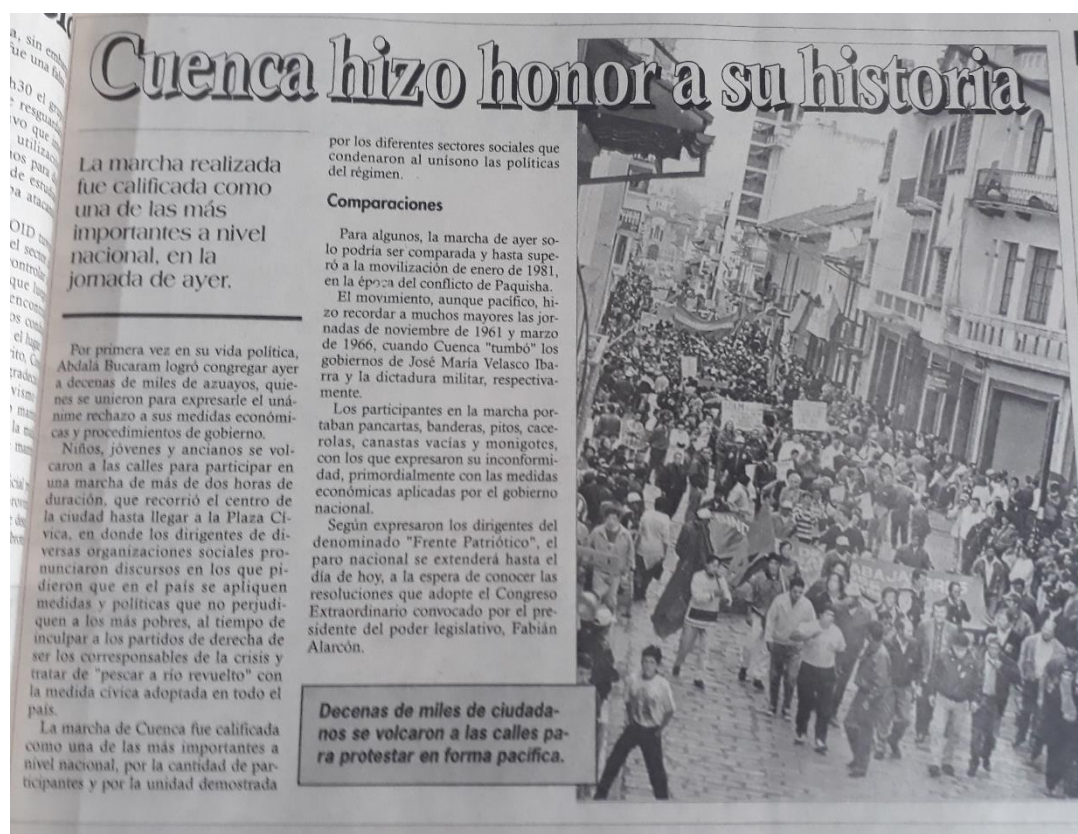 Cuenca hizo honor a su historia
La marcha realizada
fue calificada como
una de las más
importantes a nivel
nacional, en la
jornada de ayer.
Por primera vez en su vida política,
Abdalá Bucaram logró congregar ayer
a decenas de miles de azuayos, quie-
nes se unieron para expresarle el uná-
nime rechazo a sus medidas económi-
cas y procedimientos de gobierno.
Niños, jóvenes y ancianos se vol-
caron a las calles para participar en
una marcha de más de dos horas de
duración, que recorrió el centro de
la ciudad hasta llegar a la Plaza Cí-
vica, en donde los dirigentes de di-
versas organizaciones sociales pro-
nunciaron discursos en los que pi-
dieron que en el país se apliquen
medidas y políticas que no perjudi-
quen a los más pobres, al tiempo de
inculpar a los partidos de derecha de
ser los corresponsables de la crisis y
tratar de "pescar a río revuelto" con
la medida cívica adoptada en todo el
país.
La marcha de Cuenca fue calificada
como una de las más importantes a
nivel nacional, por la cantidad de par-
ticipantes y por la unidad demostrada
por los diferentes sectores sociales que
condenaron al unísono las políticas
del régimen.
Comparaciones
Para algunos, la marcha de ayer so-
lo podría ser comparada y hasta supe-
ró a la movilización de enero de 1981,
en la época del conflicto de Paquisha.
El movimiento, aunque pacífico, hi-
zo recordar a muchos mayores las jor-
nadas de noviembre de 1961 y marzo
de 1966, cuando Cuenca "tumbó" los
gobiernos de José María Velasco Iba-
rra y la dictadura militar, respectiva-
mente.
Los participantes en la marcha por-
taban pancartas, banderas, pitos, cace-
rolas, canastas vacías y monigotes,
con los que expresaron su inconformi-
dad, primordialmente con las medidas
económicas aplicadas por el gobierno
nacional.
Según expresaron los dirigentes del
denominado "Frente Patriótico", el
paro nacional se extenderá hasta el
día de hoy, a la espera de conocer las
resoluciones que adopte el Congreso
Extraordinario convocado por el pre-
sidente del poder legislativo, Fabián
Alarcón.
Decenas de miles de ciudada-
nos se volcaron a las calles pa-
ra protestar en forma pacífica.
ABAJA